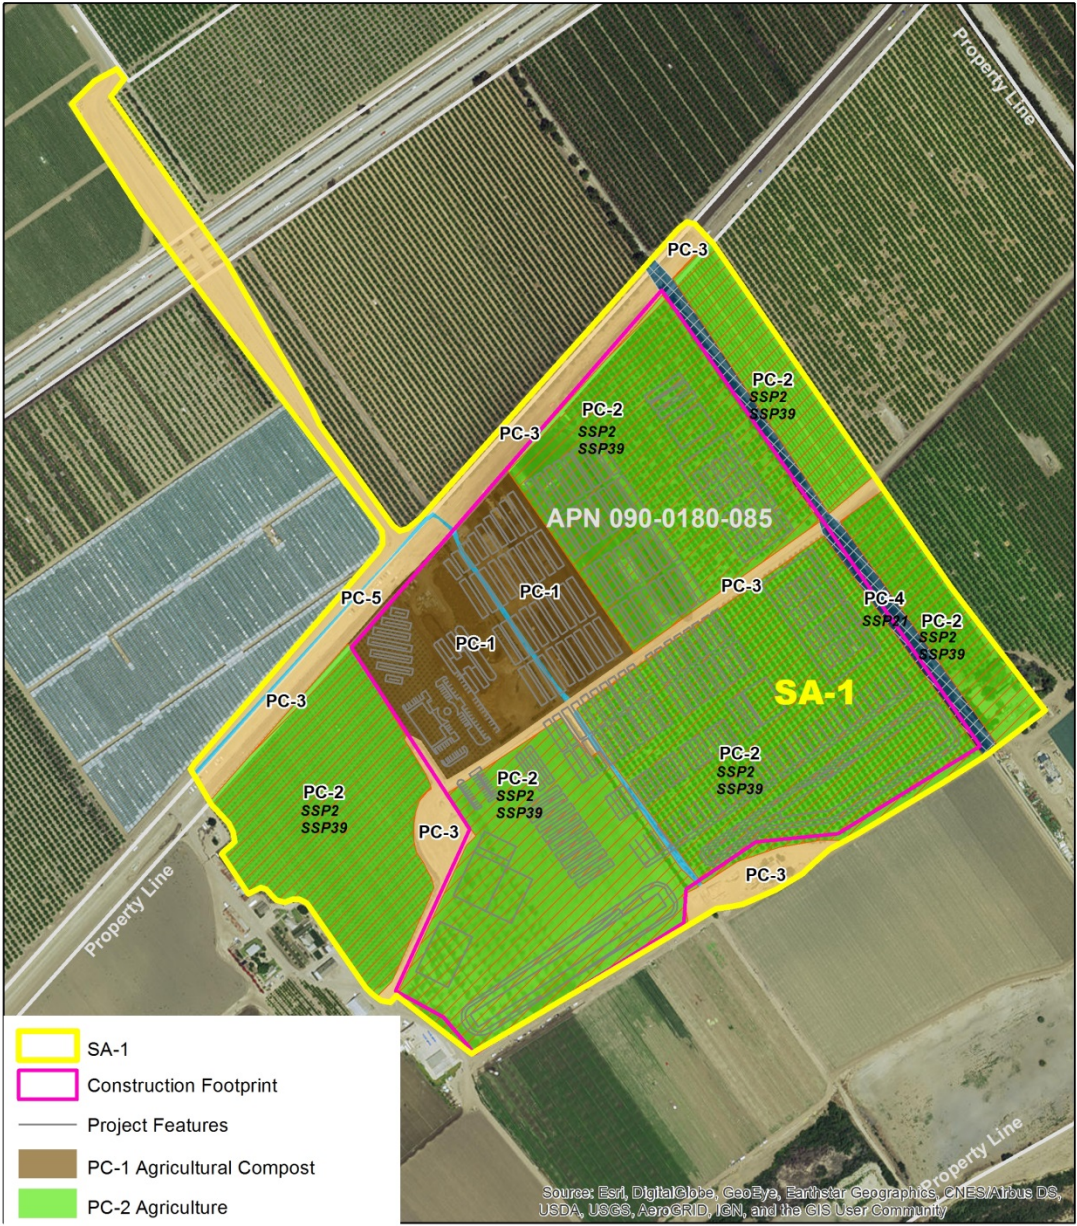 Property Line
PC-3
PC-2
SSP2
SSP39
PC-2
SSP2
SSP39
PC-3
APN 090-0180-085
PC-3
PC-1
PC-5
PC-4
SSP21
PC-2
SSP2
SSP39
PC-1
SA-1
PC-3
PC-2
SSP2
SSP39
PC-2
SSP2
SSP39
PC-2
SSP2
SSP39
PC-3
PC-3
Property Line
SA-1
Construction Footprint
Project Features
PC-1 Agricultural Compost
PC-2 Agriculture
Property Line
Source: Esri, DigitalGlobe, GeoEye, Earthstar Geographics, CNES/Airbus DS,
USDA, USGS, AeroGRID, IGN, and the GIS User Community